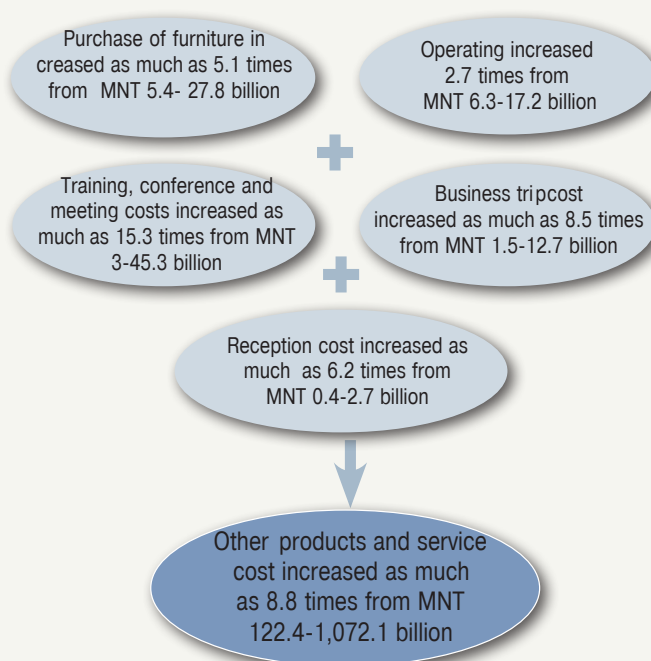 Purchase of furniture in
creased as much as 5.1 times
from MNT 5.4- 27.8 billion
Operating increased
2.7 times from
MNT 6.3-17.2 billion
+
Training, conference and
meeting costs increased as
much as 15.3 times from MNT
3-45.3 billion
Business tripcost
increased as much as 8.5 times
from MNT 1.5-12.7 billion
+
Reception cost increased as
much as 6.2 times from
MNT 0.4-2.7 billion
Other products and service
cost increased as much
as 8.8 times from MNT
122.4-1,072.1 billion